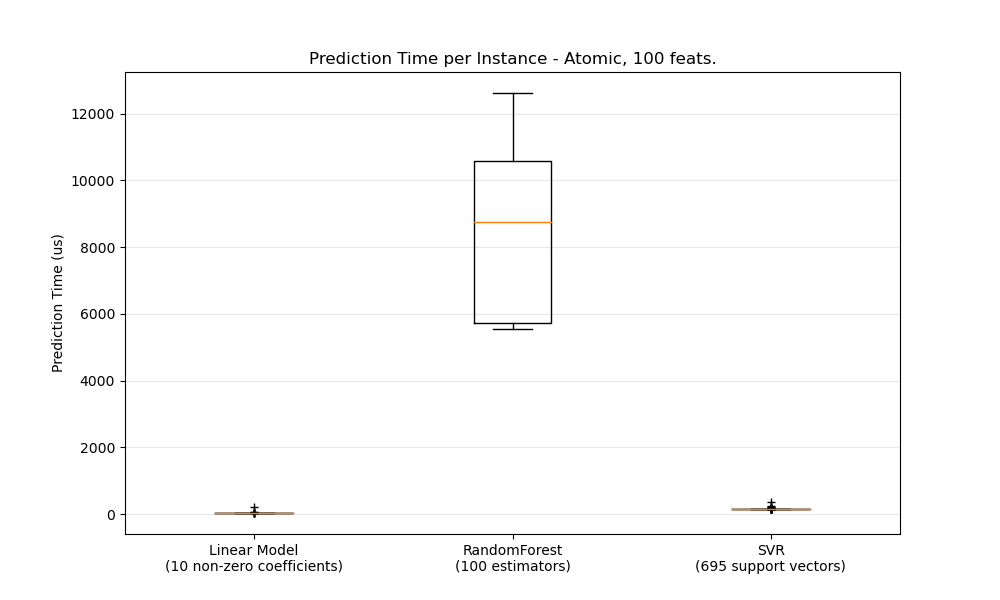 Prediction Time per Instance - Atomic, 100 feats.
Prediction Time (us)
12000
10000
8000
6000
4000
2000
0
Linear Model
(10 non-zero coefficients)
RandomForest
(100 estimators)
SVR
(695 support vectors)